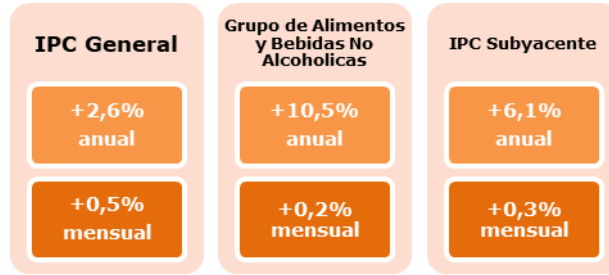 IPC General
+2,6%
anual
+0,5%
mensual
Grupo de Alimentos
y Bebidas No
Alcoholicas
+10,5%
anual
+0,2%
mensual
IPC Subyacente
+6,1%
anual
+0,3%
mensual